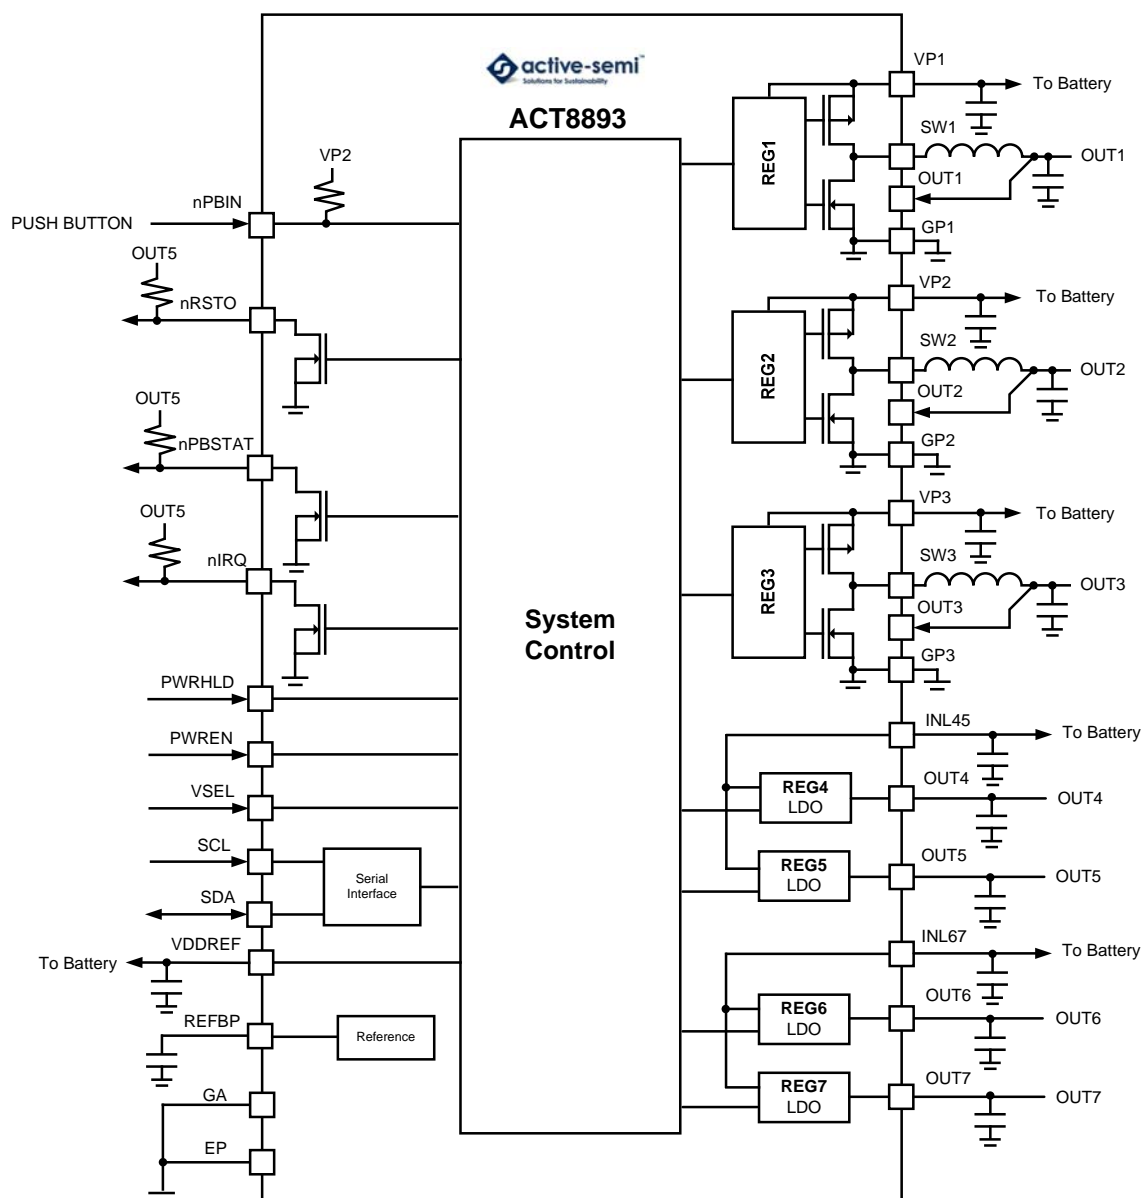 active-semi™
Solutions for Sustainability
ACT8893
VP2
nPBIN
PUSH BUTTON
OUT5
nRSTO
OUT5
nPBSTAT
OUT5
nIRQ
PWRHLD
PWREN
VSEL
SCL
SDA
Serial
Interface
VDDREF
To Battery
REFBP
Reference
GA
EP
System
Control
REG1
VP1
To Battery
SW1
OUT1
OUT1
GP1
REG2
VP2
To Battery
SW2
OUT2
OUT2
GP2
REG3
VP3
To Battery
SW3
OUT3
OUT3
GP3
INL45
To Battery
REG4
LDO
OUT4
OUT4
REG5
LDO
OUT5
OUT5
INL67
To Battery
REG6
LDO
OUT6
OUT6
REG7
LDO
OUT7
OUT7